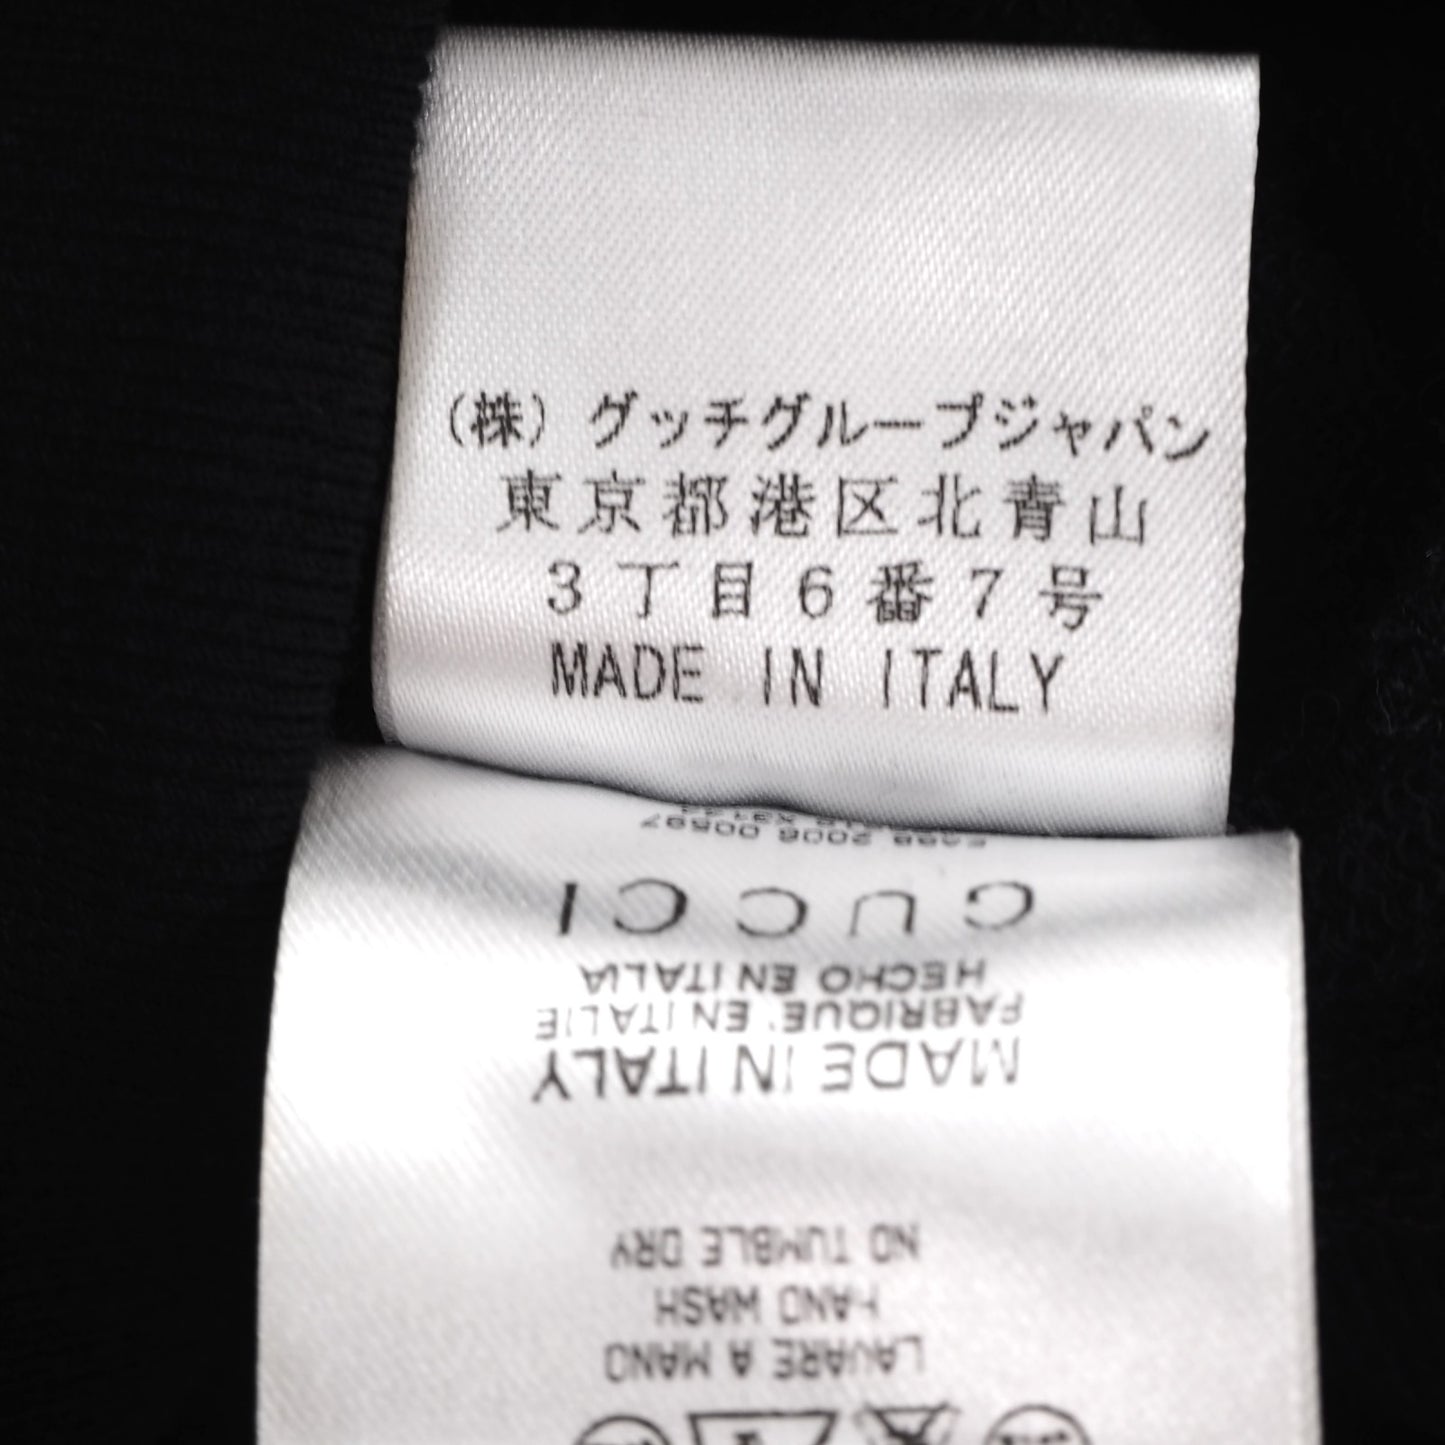 （株）グッチグループジャパン
東京都港区北青山
3丁目6番7号
MADE IN ITALY
LAVARE A MANO
HAND WASH
NO TUMBLE DRY
MADE IN ITALY
FABRIQUE' EN ITALIE
HECHO EN ITALIA
GUCCI
2006 00597